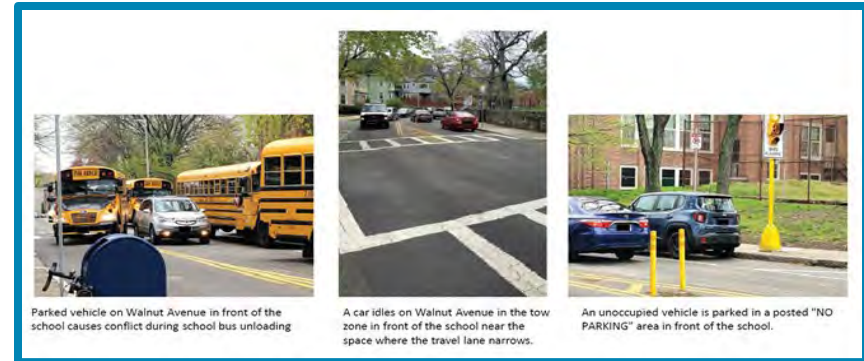 Parked vehicle on Walnut Avenue in front of the
school causes conflict during school bus unloading
A car idles on Walnut Avenue in the tow
zone in front of the school near the
space where the travel lane narrows.
An unoccupied vehicle is parked in a posted "NO
PARKING" area in front of the school.